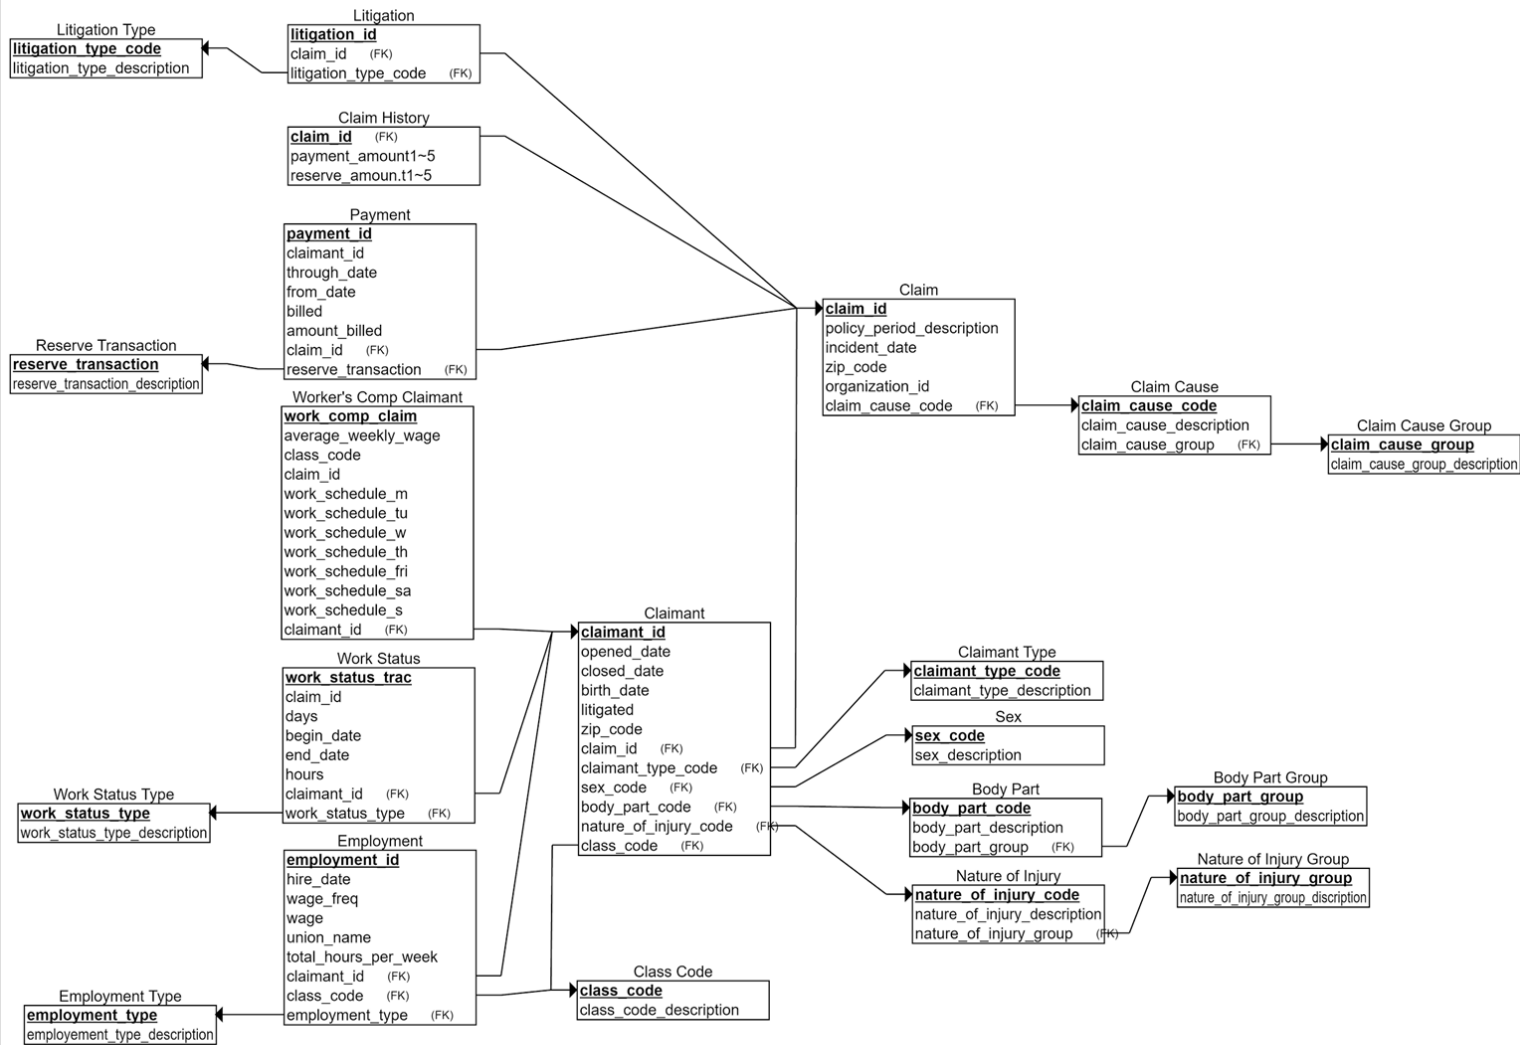 Litigation Type
litigation_type_code
litigation_type_description
Litigation
litigation_id
claim_id (FK)
litigation_type_code (FK)
Claim History
claim_id (FK)
payment_amount1~5
reserve_amoun.t1~5
Payment
payment_id
claimant_id
through_date
from_date
billed
amount_billed
claim_id (FK)
reserve_transaction (FK)
Reserve Transaction
reserve_transaction
reserve_transaction_description
Worker's Comp Claimant
work_comp_claim
average_weekly_wage
class_code
claim_id
work_schedule_m
work_schedule_tu
work_schedule_w
work_schedule_th
work_schedule_fri
work_schedule_sa
work_schedule_s
claimant_id (FK)
Work Status
work_status_trac
claim_id
days
begin_date
end_date
hours
claimant_id (FK)
work_status_type (FK)
Work Status Type
work_status_type
work_status_type_description
Employment
employment_id
hire_date
wage_freq
wage
union_name
total_hours_per_week
claimant_id (FK)
class_code (FK)
employment_type (FK)
Employment Type
employment_type
employement_type_description
Claim
claim_id
policy_period_description
incident_date
zip_code
organization_id
claim_cause_code (FK)
Claim Cause
claim_cause_code
claim_cause_description
claim_cause_group (FK)
Claim Cause Group
claim_cause_group
claim_cause_group_description
Claimant
claimant_id
opened_date
closed_date
birth_date
litigated
zip_code
claim_id (FK)
claimant_type_code (FK)
sex_code (FK)
body_part_code (FK)
nature_of_injury_code (FK)
class_code (FK)
Claimant Type
claimant_type_code
claimant_type_description
Sex
sex_code
sex_description
Body Part
body_part_code
body_part_description
body_part_group (FK)
Body Part Group
body_part_group
body_part_group_description
Nature of Injury
nature_of_injury_code
nature_of_injury_description
nature_of_injury_group (FK)
Nature of Injury Group
nature_of_injury_group
nature_of_injury_group_discription
Class Code
class_code
class_code_description